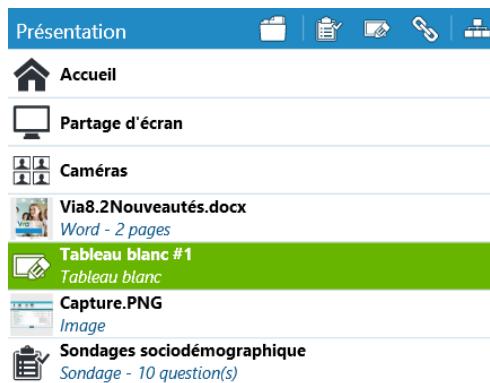 Présentation
Accueil
Partage d'écran
Caméras
Via8.2Nouveautés.docx
Word - 2 pages
Tableau blanc #1
Tableau blanc
Capture.PNG
Image
Sondages sociodémographique
Sondage - 10 question(s)